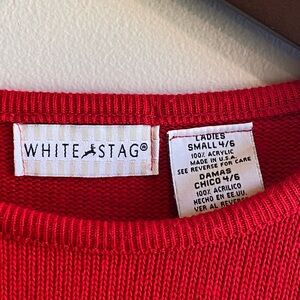 WHITE STAG®
LADIES
SMALL 4/6
100% ACRYLIC
MADE IN U.S.A.
SEE REVERSE FOR CARE
DAMAS
CHICO 4/6
100% ACRILICO
HECHO EN EE.UU.
VER AL REVERSO